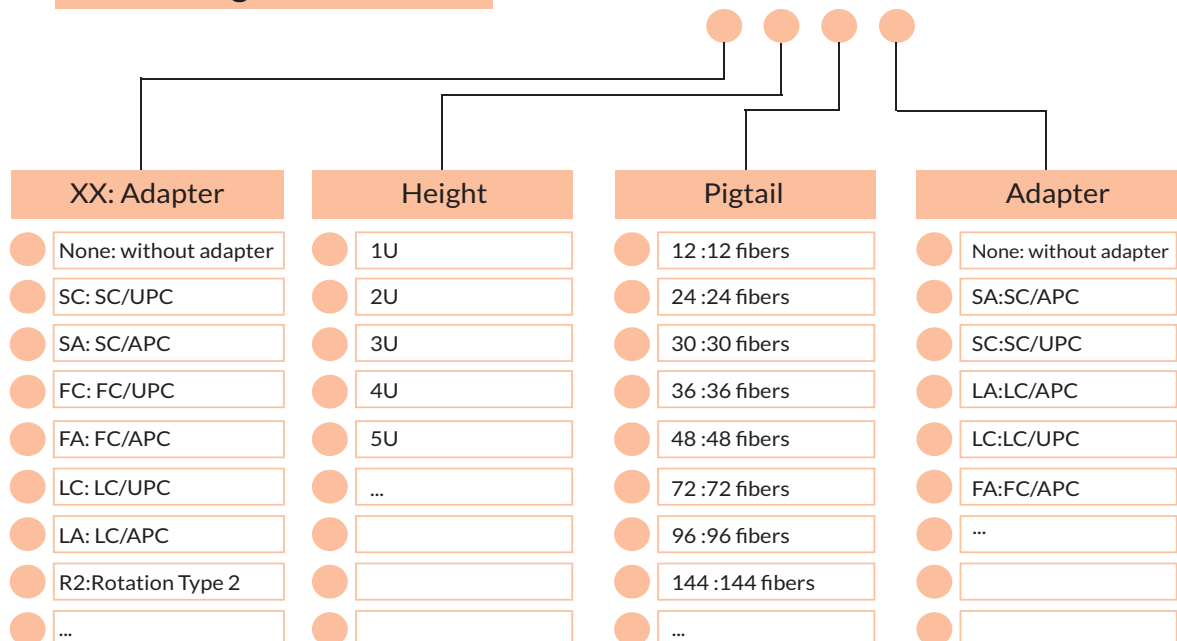 XX: Adapter
None: without adapter
SC: SC/UPC
SA: SC/APC
FC: FC/UPC
FA: FC/APC
LC: LC/UPC
LA: LC/APC
R2:Rotation Type 2
...
Height
1U
2U
3U
4U
5U
...
Pigtail
12 :12 fibers
24 :24 fibers
30 :30 fibers
36 :36 fibers
48 :48 fibers
72 :72 fibers
96 :96 fibers
144 :144 fibers
...
Adapter
None: without adapter
SA:SC/APC
SC:SC/UPC
LA:LC/APC
LC:LC/UPC
FA:FC/APC
...